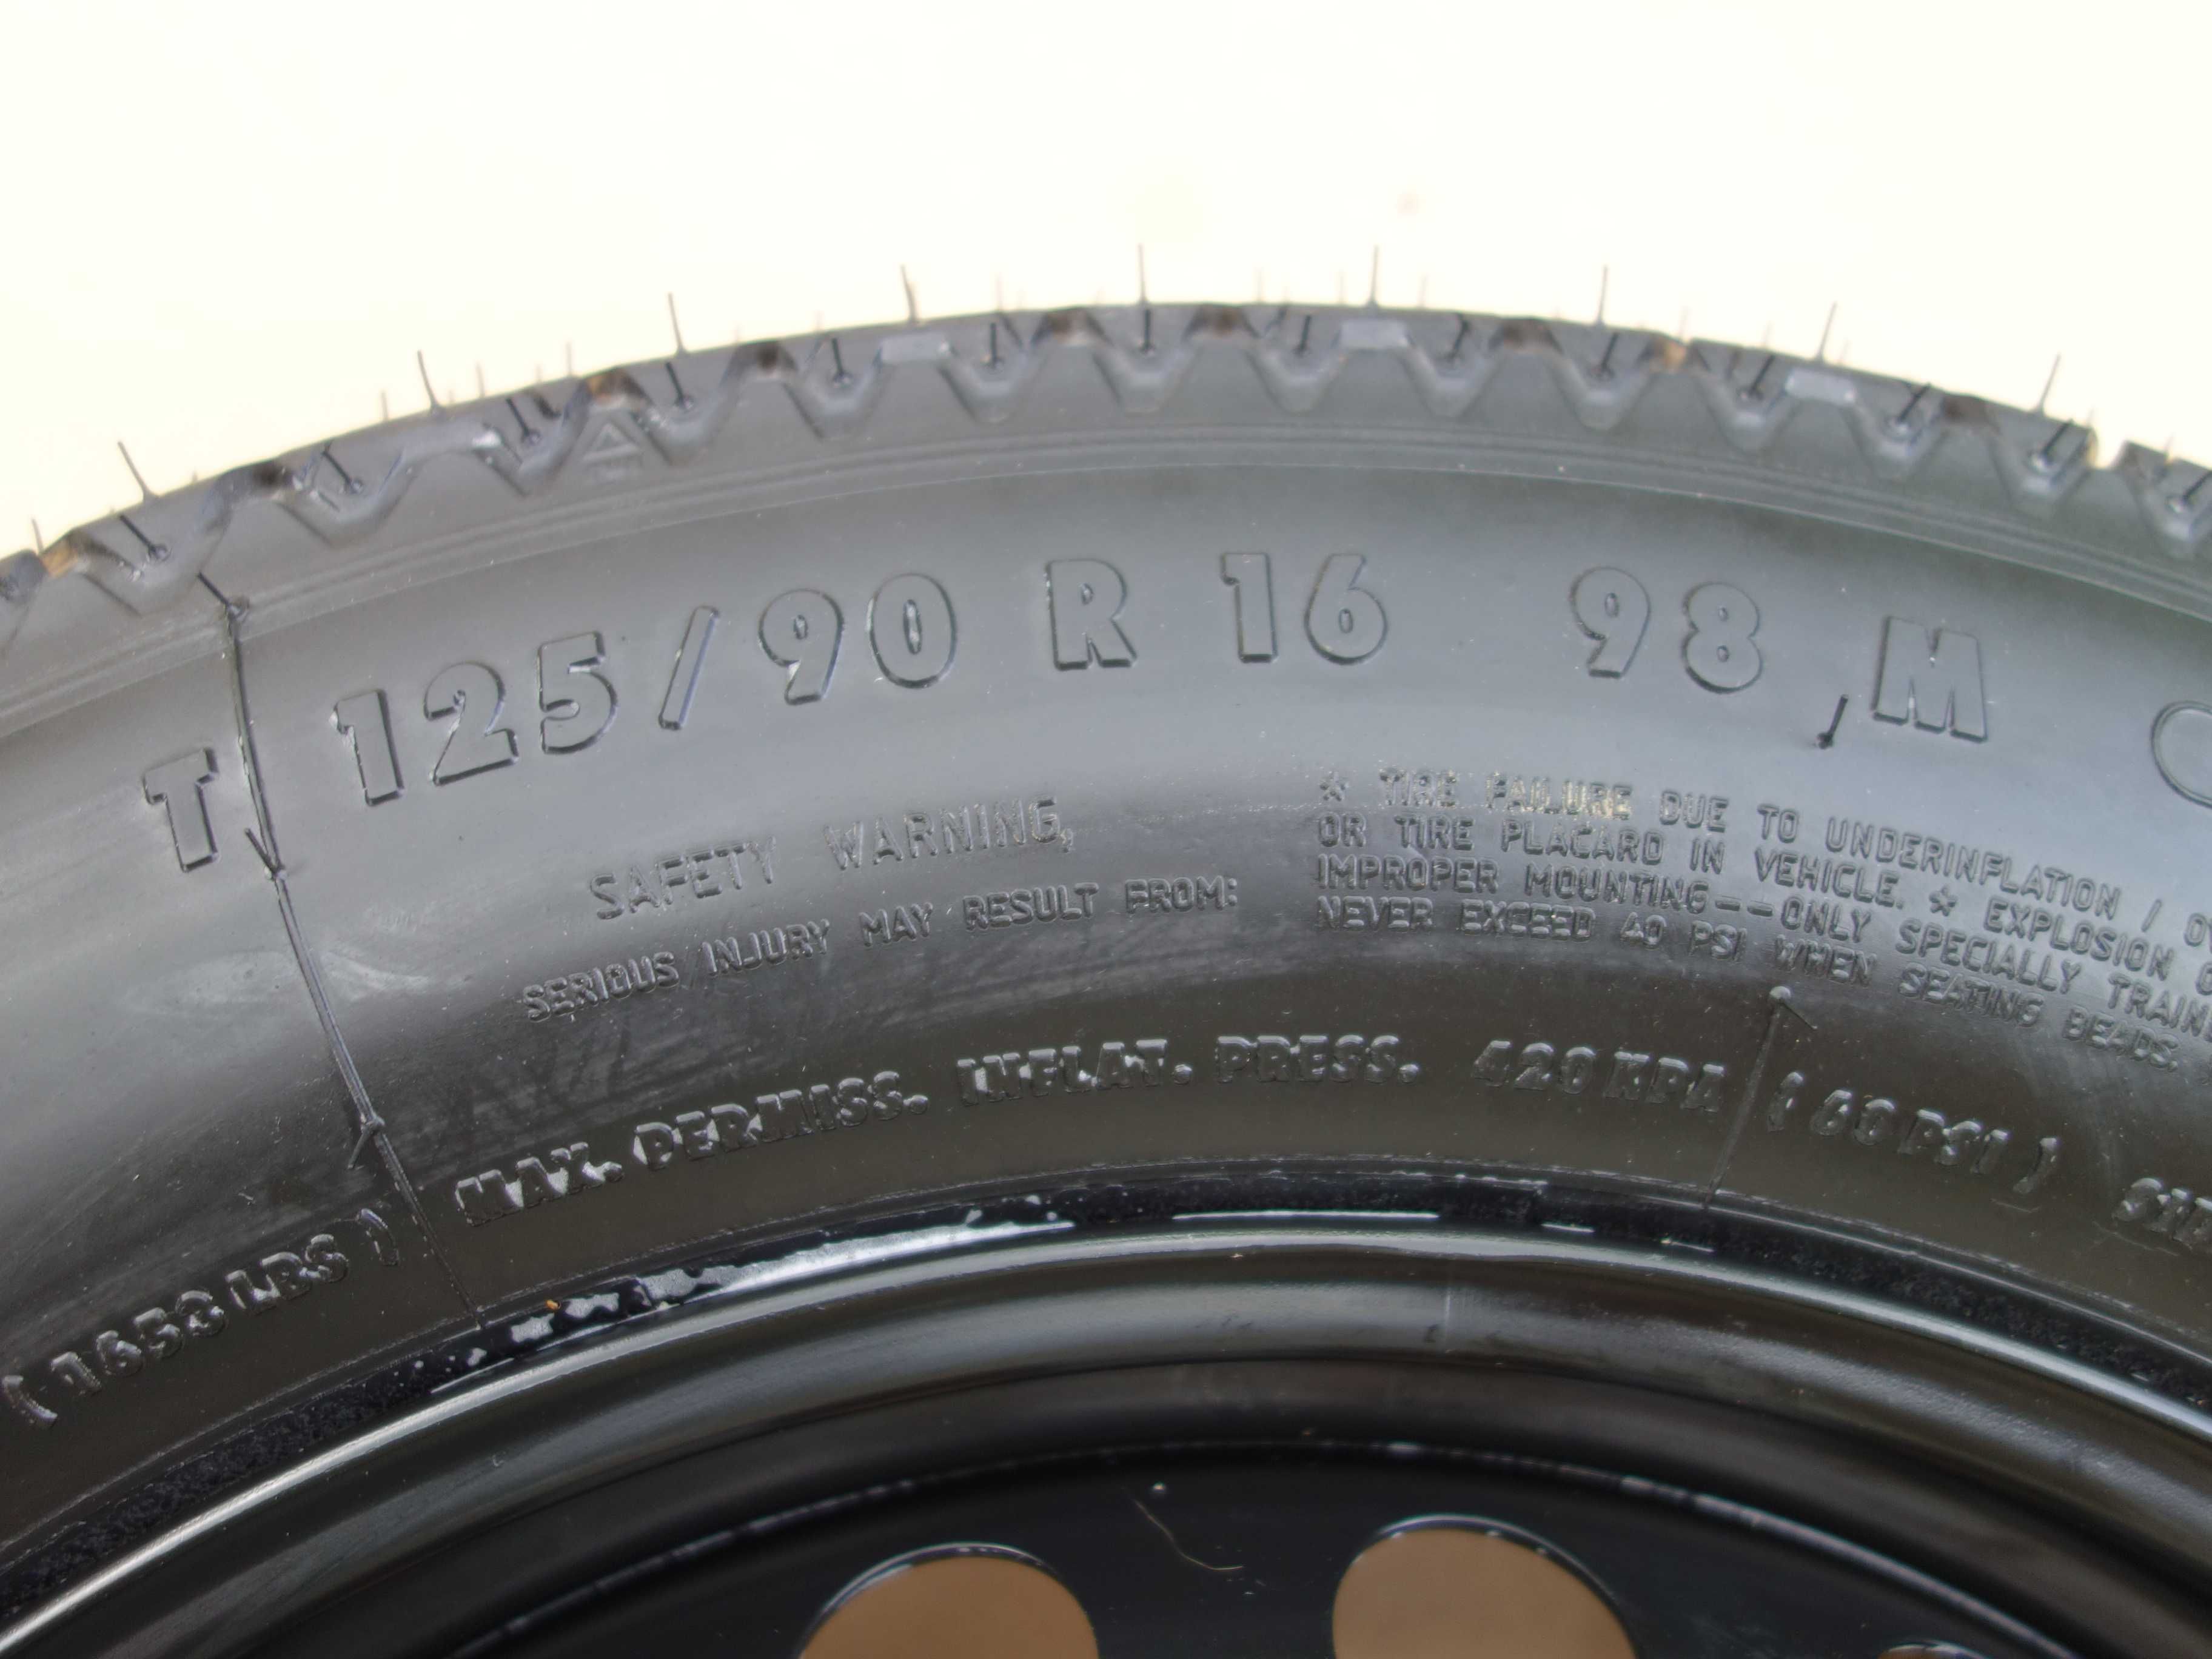 T 125/90 R 16 98 M
SAFETY WARNING,
SERIOUS INJURY MAY RESULT FROM:
* TIRE FAILURE DUE TO UNDERINFLATION /
OR TIRE PLACARD IN VEHICLE. * EXPLOSION
IMPROPER MOUNTING--ONLY SPECIALLY
NEVER EXCEED 40 PSI WHEN SEATING BEADS.
(1653 LBS) MAX. PERMISS. INFLAT. PRESS. 420 KPA (60 PSI)